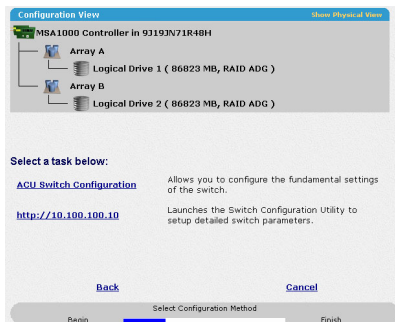 Configuration View
Show Physical View
MSA1000 Controller in 9J19JN71R48H
Array A
Logical Drive 1 ( 86823 MB, RAID ADG )
Array B
Logical Drive 2 ( 86823 MB, RAID ADG )
Select a task below:
ACU Switch Configuration
Allows you to configure the fundamental settings
of the switch.
http://10.100.100.10
Launches the Switch Configuration Utility to
setup detailed switch parameters.
Back
Cancel
Select Configuration Method
Begin
Finish